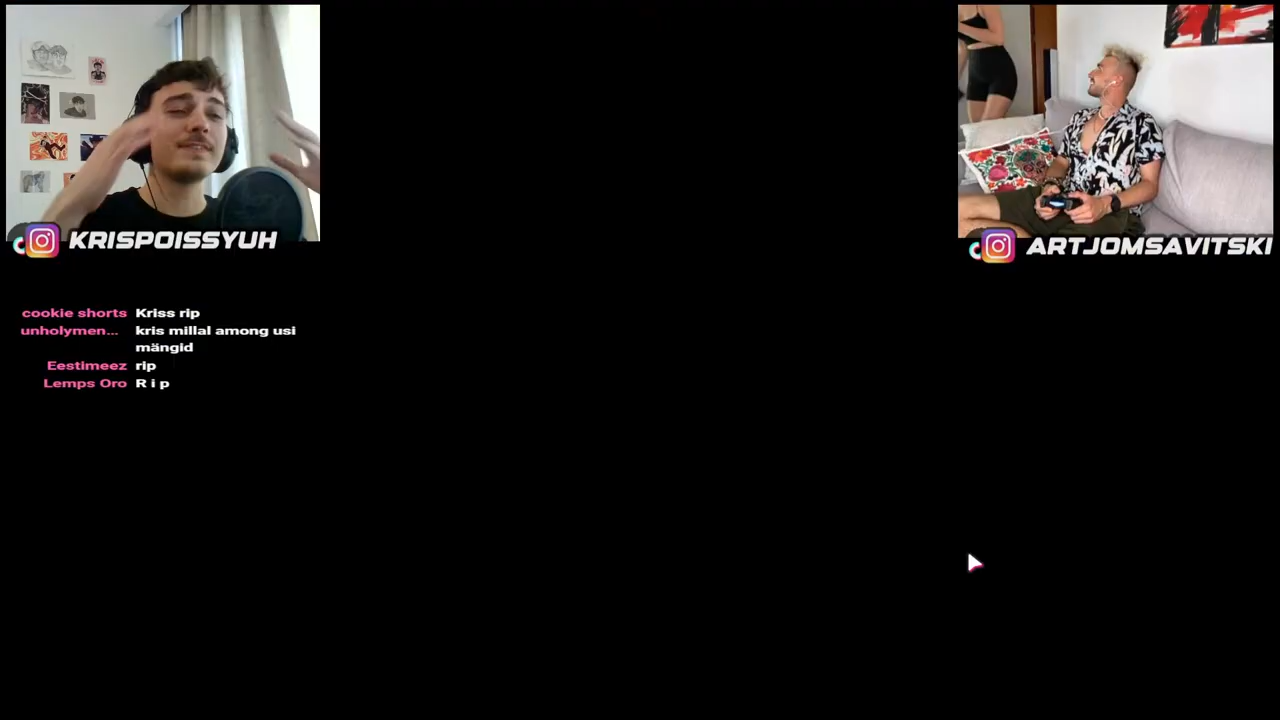 KRISPOISSYUH
ARTJOMSAVITSKI
cookie shorts Kriss rip
unholymen... kris millal among usi
mängid
Eestimeez rip
Lemps Oro R i p